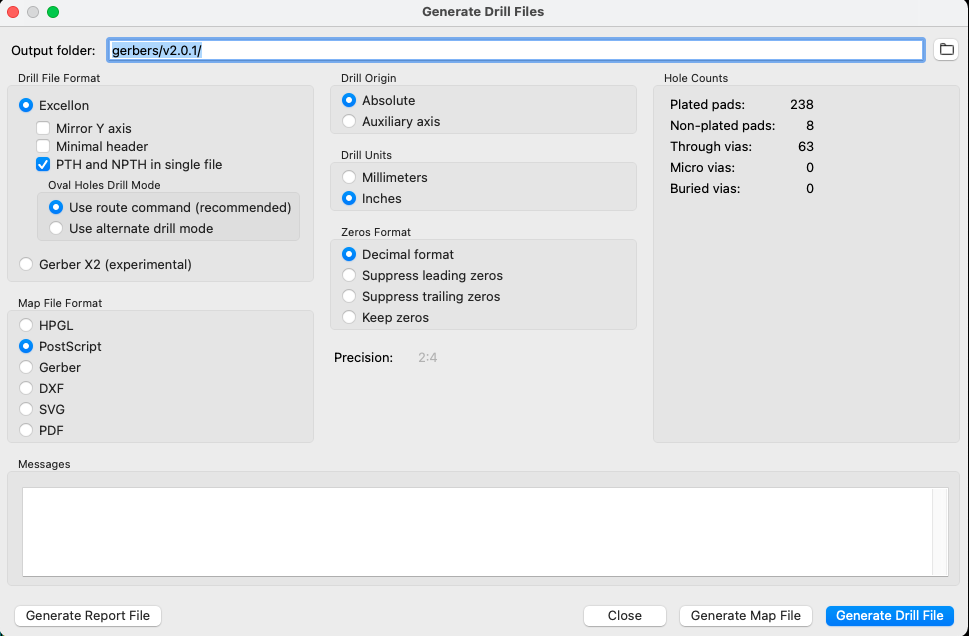 Generate Drill Files
Output folder: gerbers/v2.0.1/
Drill File Format
Excellon
Mirror Y axis
Minimal header
PTH and NPTH in single file
Oval Holes Drill Mode
Use route command (recommended)
Use alternate drill mode
Gerber X2 (experimental)
Map File Format
HPGL
PostScript
Gerber
DXF
SVG
PDF
Drill Origin
Absolute
Auxiliary axis
Drill Units
Millimeters
Inches
Zeros Format
Decimal format
Suppress leading zeros
Suppress trailing zeros
Keep zeros
Precision: 2:4
Hole Counts
Plated pads: 238
Non-plated pads: 8
Through vias: 63
Micro vias: 0
Buried vias: 0
Messages
Generate Report File
Close
Generate Map File
Generate Drill File